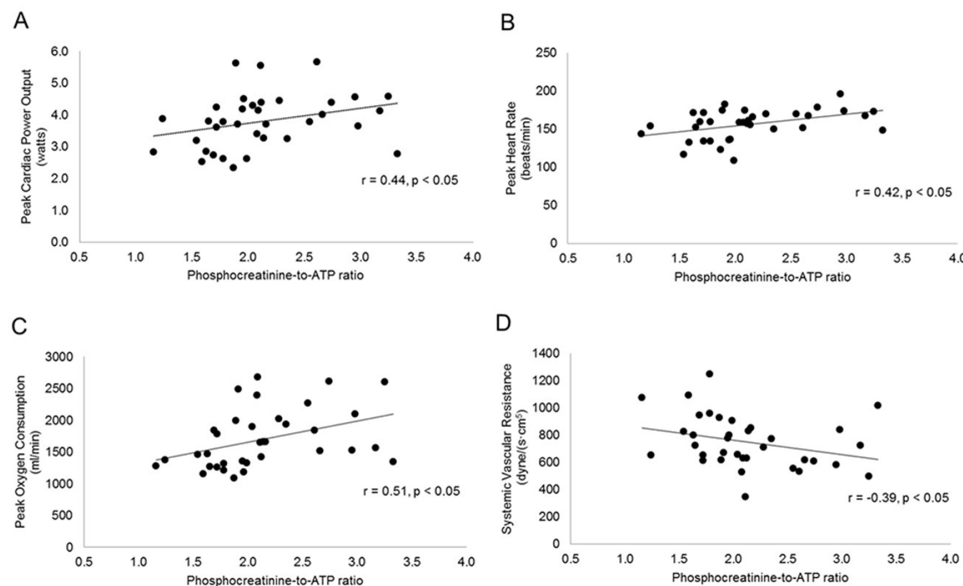 A
Peak Cardiac Power Output
(watts)
6.0
5.0
4.0
3.0
2.0
1.0
0.0
r = 0.44, p < 0.05
0.5 1.0 1.5 2.0 2.5 3.0 3.5 4.0
Phosphocreatinine-to-ATP ratio
B
Peak Heart Rate
(beats/min)
250
200
150
100
50
0
r = 0.42, p < 0.05
0.5 1.0 1.5 2.0 2.5 3.0 3.5 4.0
Phosphocreatinine-to-ATP ratio
C
Peak Oxygen Consumption
(ml/min)
3000
2500
2000
1500
1000
500
0
r = 0.51, p < 0.05
0.5 1.0 1.5 2.0 2.5 3.0 3.5 4.0
Phosphocreatinine-to-ATP ratio
D
Systemic Vascular Resistance
(dyne/(s·cm⁵)
1400
1200
1000
800
600
400
200
0
r = -0.39, p < 0.05
0.5 1.0 1.5 2.0 2.5 3.0 3.5 4.0
Phosphocreatinine-to-ATP ratio